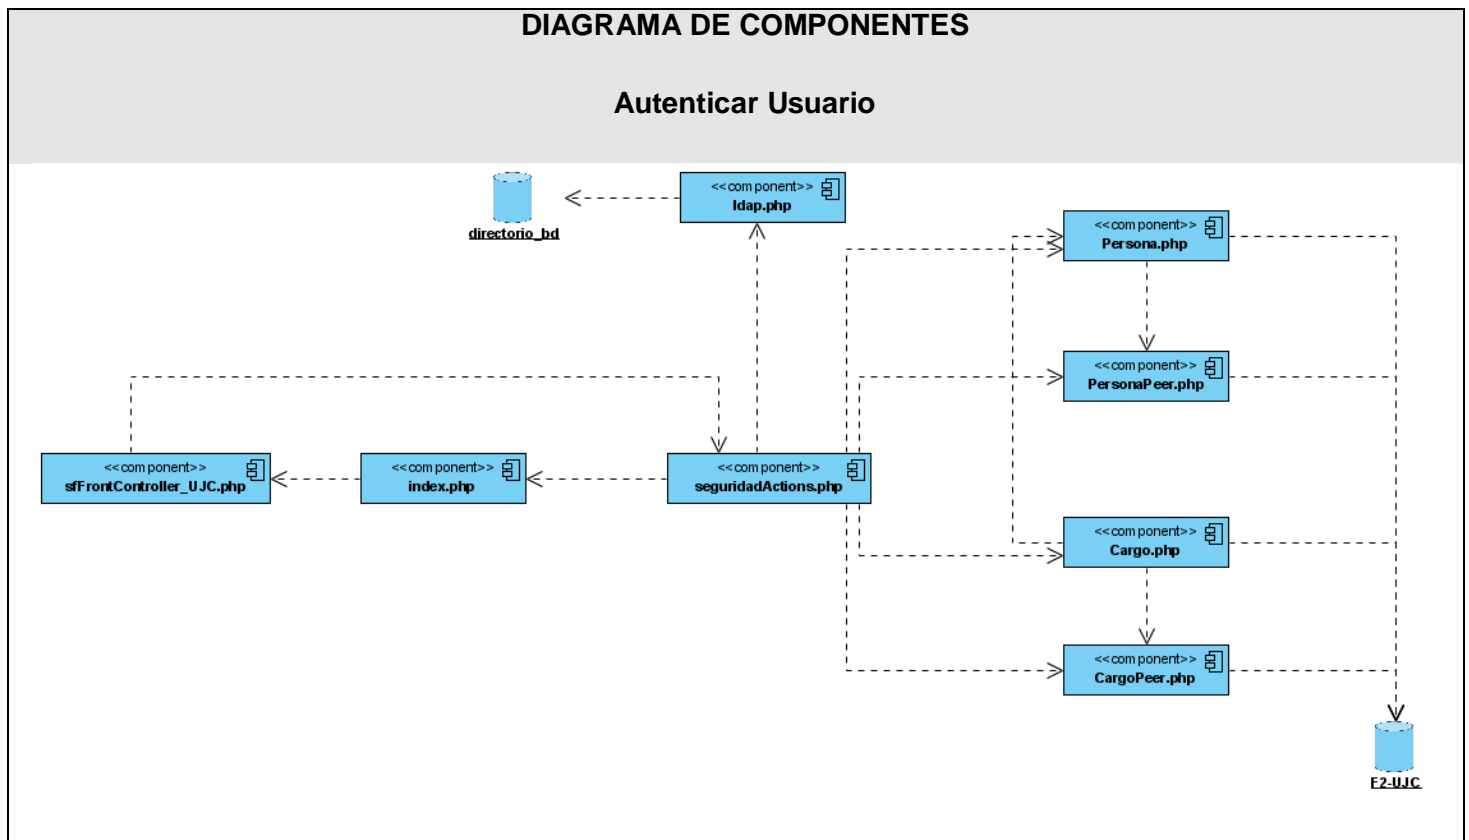 DIAGRAMA DE COMPONENTES
Autenticar Usuario
directorio_bd
<<component>>
ldap.php
<<component>>
Persona.php
<<component>>
PersonaPeer.php
<<component>>
sfFrontController_UJC.php
<<component>>
index.php
<<component>>
seguridadActions.php
<<component>>
Cargo.php
<<component>>
CargoPeer.php
F2-UJC